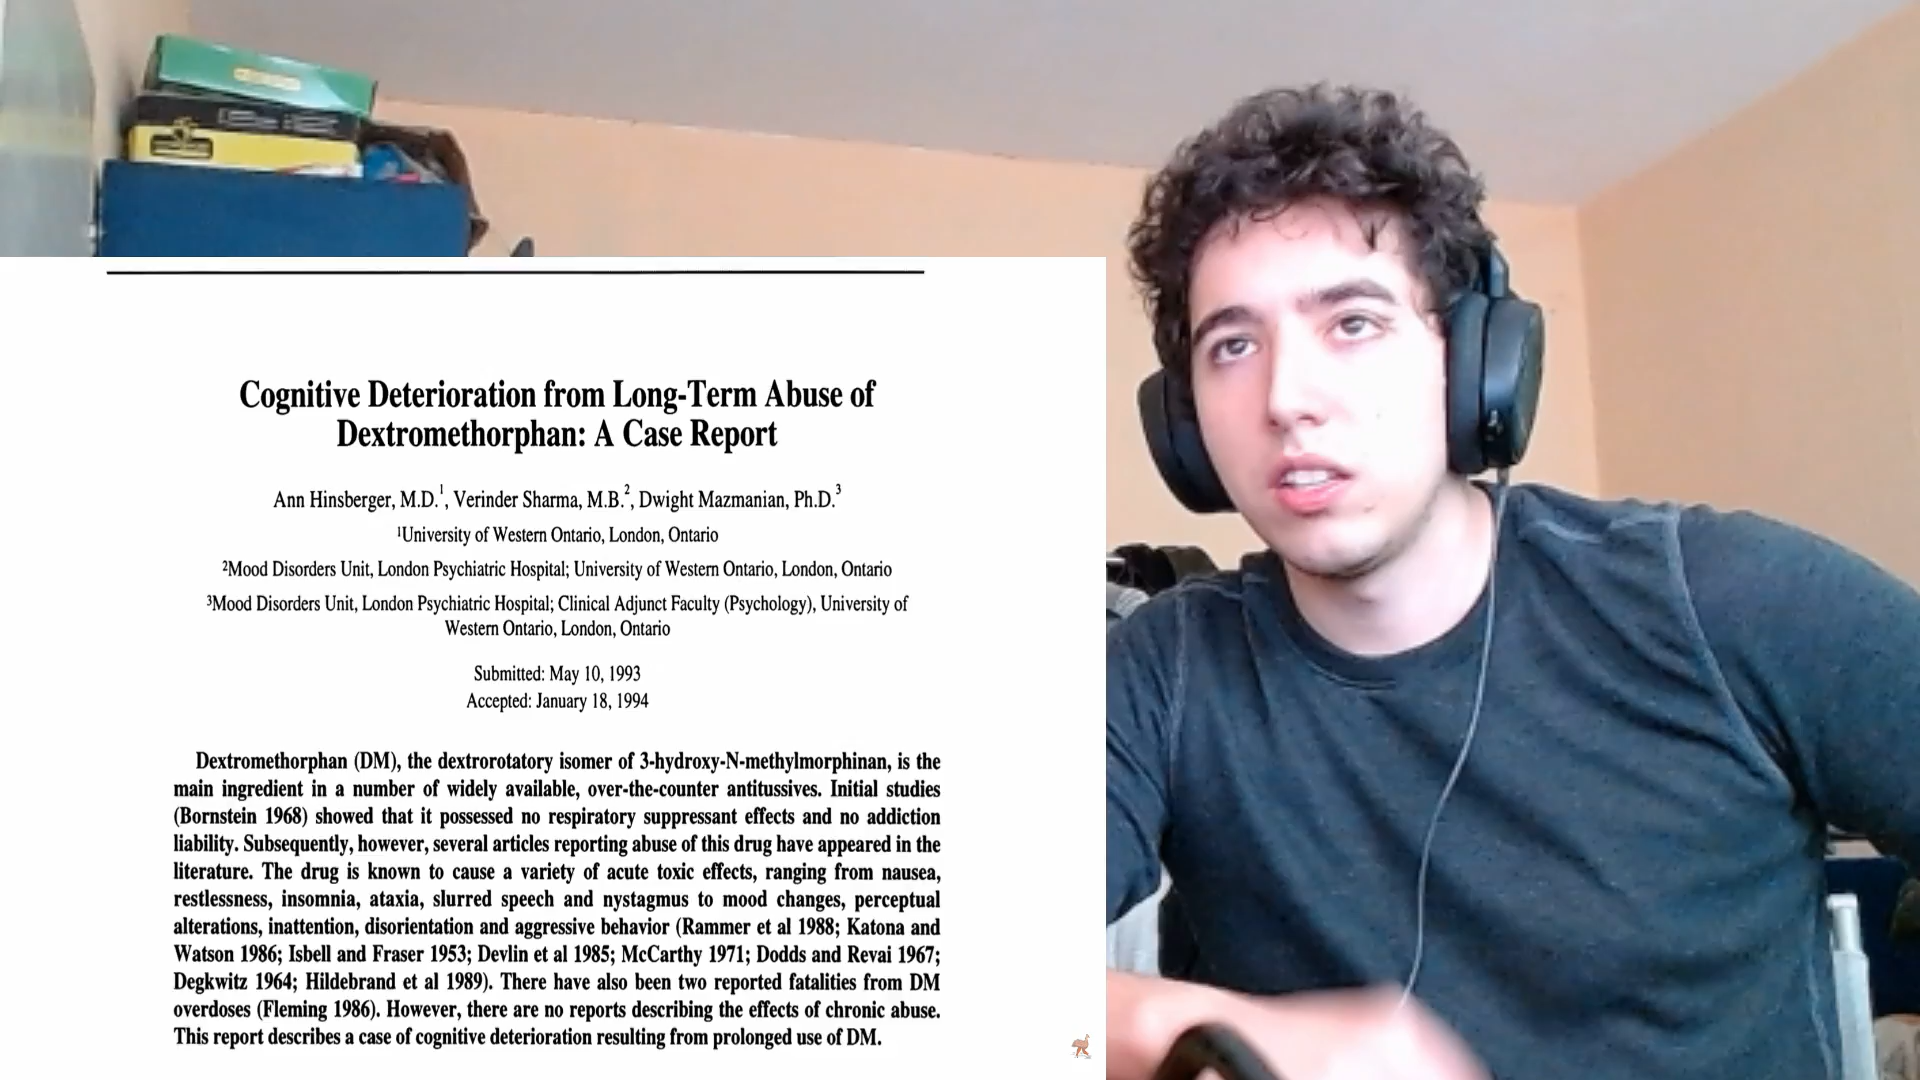 Cognitive Deterioration from Long-Term Abuse of
Dextromethorphan: A Case Report
Ann Hinsberger, M.D.¹, Verinder Sharma, M.B.², Dwight Mazmanian, Ph.D.³
¹University of Western Ontario, London, Ontario
²Mood Disorders Unit, London Psychiatric Hospital; University of Western Ontario, London, Ontario
³Mood Disorders Unit, London Psychiatric Hospital; Clinical Adjunct Faculty (Psychology), University of
Western Ontario, London, Ontario
Submitted: May 10, 1993
Accepted: January 18, 1994
Dextromethorphan (DM), the dextrorotatory isomer of 3-hydroxy-N-methylmorphinan, is the
main ingredient in a number of widely available, over-the-counter antitussives. Initial studies
(Bornstein 1968) showed that it possessed no respiratory suppressant effects and no addiction
liability. Subsequently, however, several articles reporting abuse of this drug have appeared in the
literature. The drug is known to cause a variety of acute toxic effects, ranging from nausea,
restlessness, insomnia, ataxia, slurred speech and nystagmus to mood changes, perceptual
alterations, inattention, disorientation and aggressive behavior (Rammer et al 1988; Katona and
Watson 1986; Isbell and Fraser 1953; Devlin et al 1985; McCarthy 1971; Dodds and Revai 1967;
Degkwitz 1964; Hildebrand et al 1989). There have also been two reported fatalities from DM
overdoses (Fleming 1986). However, there are no reports describing the effects of chronic abuse.
This report describes a case of cognitive deterioration resulting from prolonged use of DM.